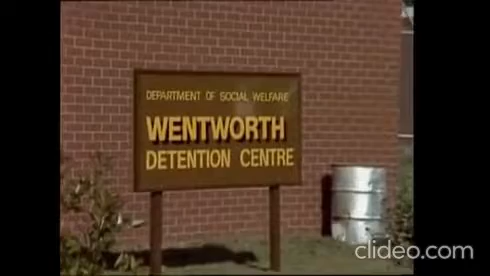 DEPARTMENT OF SOCIAL WELFARE
WENTWORTH
DETENTION CENTRE
clideo.com